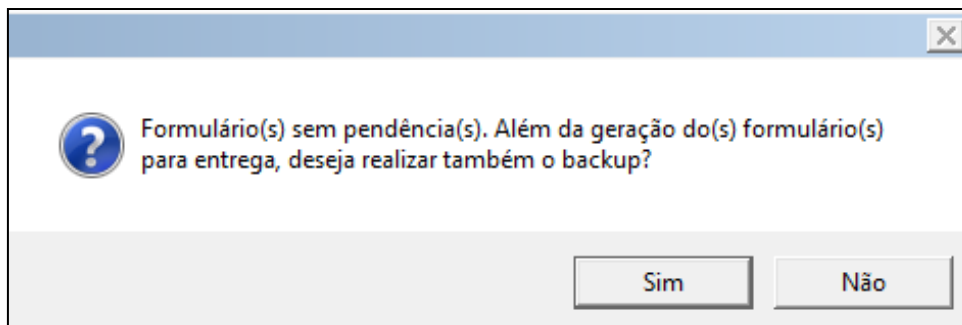 Formulário(s) sem pendência(s). Além da geração do(s) formulário(s)
para entrega, deseja realizar também o backup?
Sim
Não